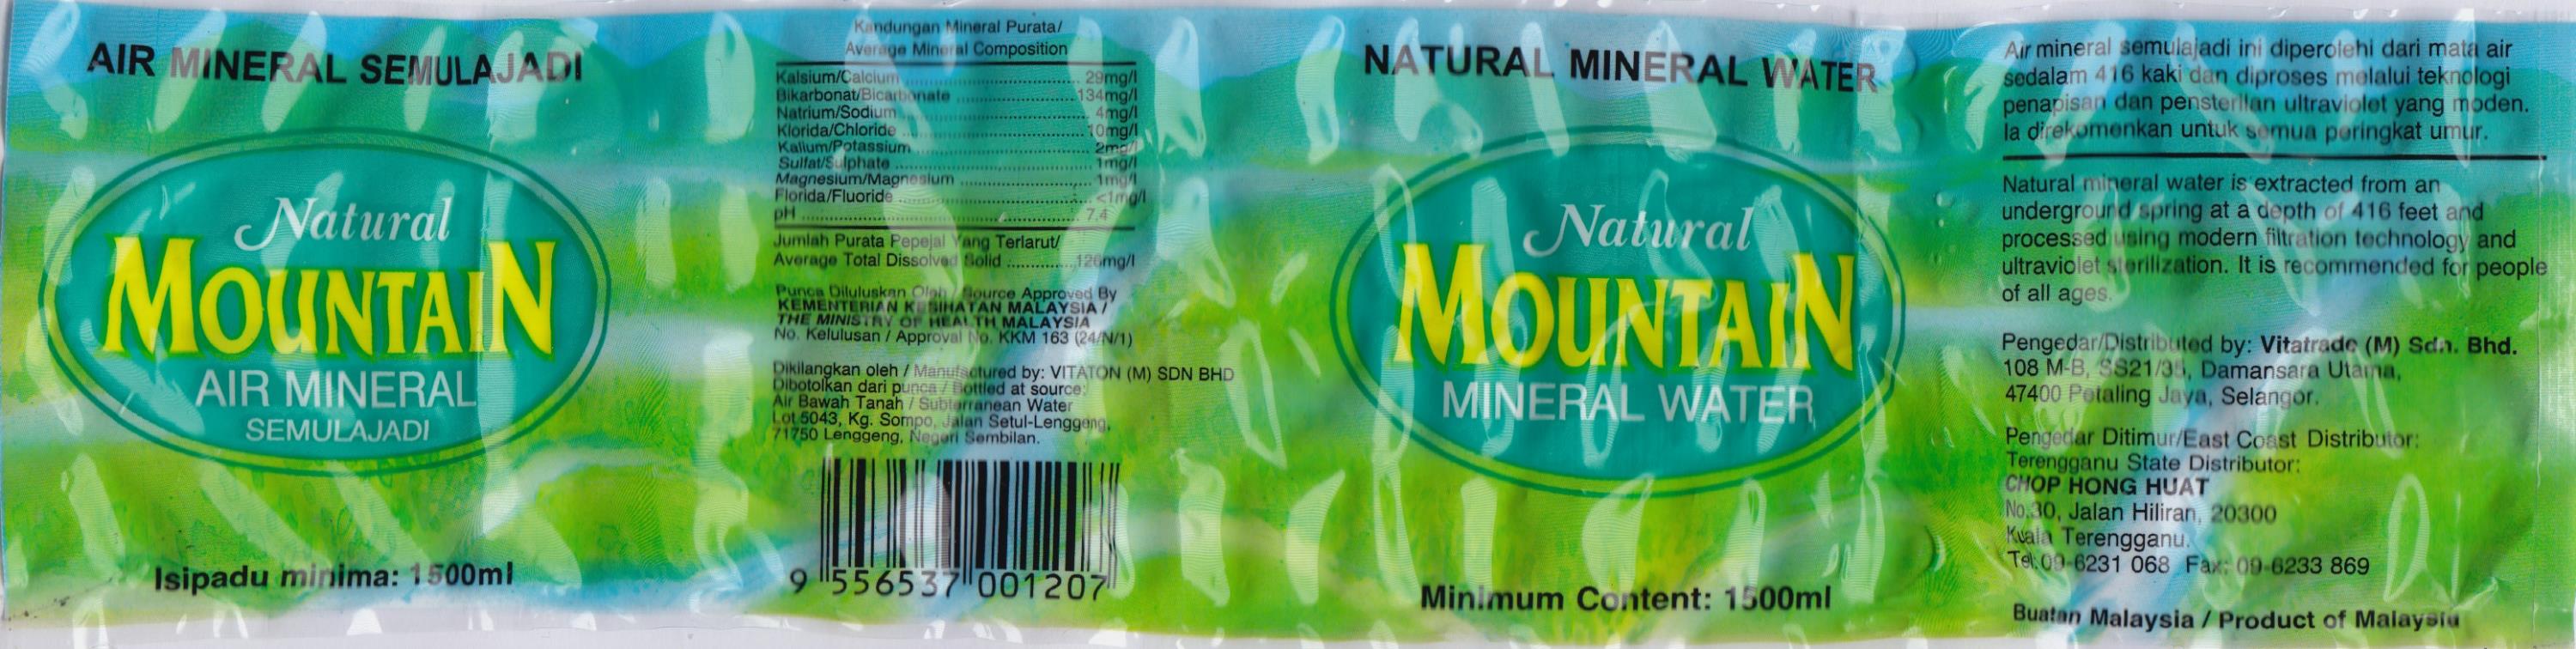 AIR MINERAL SEMULAJADI
Natural
MOUNTAIN
AIR MINERAL
SEMULAJADI
Isipadu minima: 1500ml
Kandungan Mineral Purata/
Average Mineral Composition
Kalsium/Calcium ........ 29mg/l
Bikarbonat/Bicarbonate ........ 134mg/l
Natrium/Sodium ........ 4mg/l
Klorida/Chloride ........ 10mg/l
Kalium/Potassium ........ 2mg/l
Sulfat/Sulphate ........ 1mg/l
Magnesium/Magnesium ........ 1mg/l
Florida/Fluoride ........ <1mg/l
pH ........ 7.4
Jumlah Purata Pepejal Yang Terlarut/
Average Total Dissolved Solid ........ 126mg/l
Punca Diluluskan Oleh / Source Approved By
KEMENTERIAN KESIHATAN MALAYSIA /
THE MINISTRY OF HEALTH MALAYSIA
No. Kelulusan / Approval No. KKM 163 (24/N/1)
Dikilangkan oleh / Manufactured by: VITATON (M) SDN BHD
Dibotolkan dari punca / Bottled at source:
Air Bawah Tanah / Subterranean Water
Lot 5043, Kg. Sompo, Jalan Setul-Lenggeng,
71750 Lenggeng, Negeri Sembilan.
9 556537 001207
NATURAL MINERAL WATER
Natural
MOUNTAIN
MINERAL WATER
Minimum Content: 1500ml
Air mineral semulajadi ini diperolehi dari mata air
sedalam 416 kaki dan diproses melalui teknologi
penapisan dan pensterilan ultraviolet yang moden.
Ia direkomenkan untuk semua peringkat umur.
Natural mineral water is extracted from an
underground spring at a depth of 416 feet and
processed using modern filtration technology and
ultraviolet sterilization. It is recommended for people
of all ages.
Pengedar/Distributed by: Vitatrade (M) Sdn. Bhd.
108 M-B, SS21/35, Damansara Utama,
47400 Petaling Jaya, Selangor.
Pengedar Ditimur/East Coast Distributor:
Terengganu State Distributor:
CHOP HONG HUAT
No.30, Jalan Hiliran, 20300
Kuala Terengganu.
Tel: 09-6231 068 Fax: 09-6233 869
Buatan Malaysia / Product of Malaysia